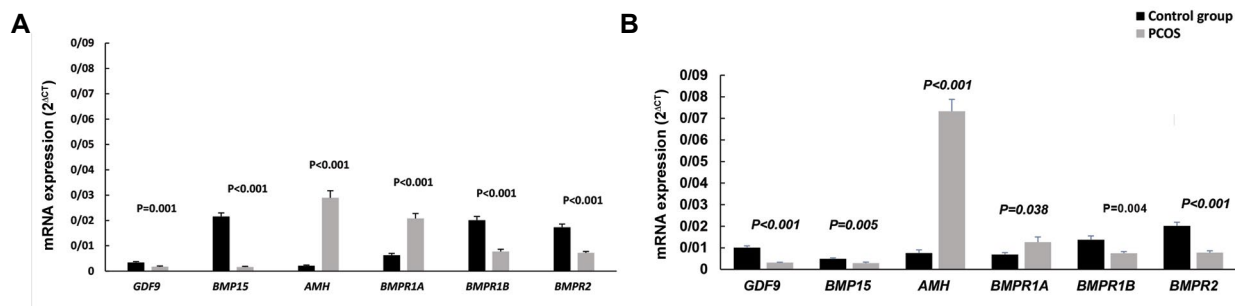 A
mRNA expression (2ΔCT)
0/09
0/08
0/07
0/06
0/05
0/04
0/03
0/02
0/01
0
P=0.001
P<0.001
P<0.001
P<0.001
P<0.001
P<0.001
GDF9 BMP15 AMH BMPR1A BMPR1B BMPR2
B
Control group
PCOS
mRNA expression (2ΔCT)
0/09
0/08
0/07
0/06
0/05
0/04
0/03
0/02
0/01
0
P<0.001
P=0.005
P<0.001
P=0.038
P=0.004
P<0.001
GDF9 BMP15 AMH BMPR1A BMPR1B BMPR2